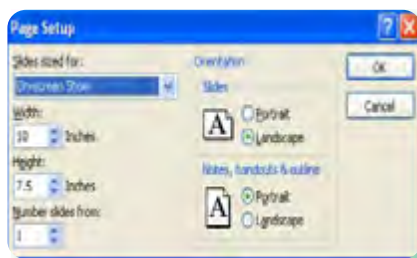 Page Setup
Slides sized for:
On-screen Show
Width:
10 Inches
Height:
7.5 Inches
Number slides from:
1
Orientation
Slides
A
Portrait
Landscape
Notes, handouts & outline
A
Portrait
Landscape
OK
Cancel